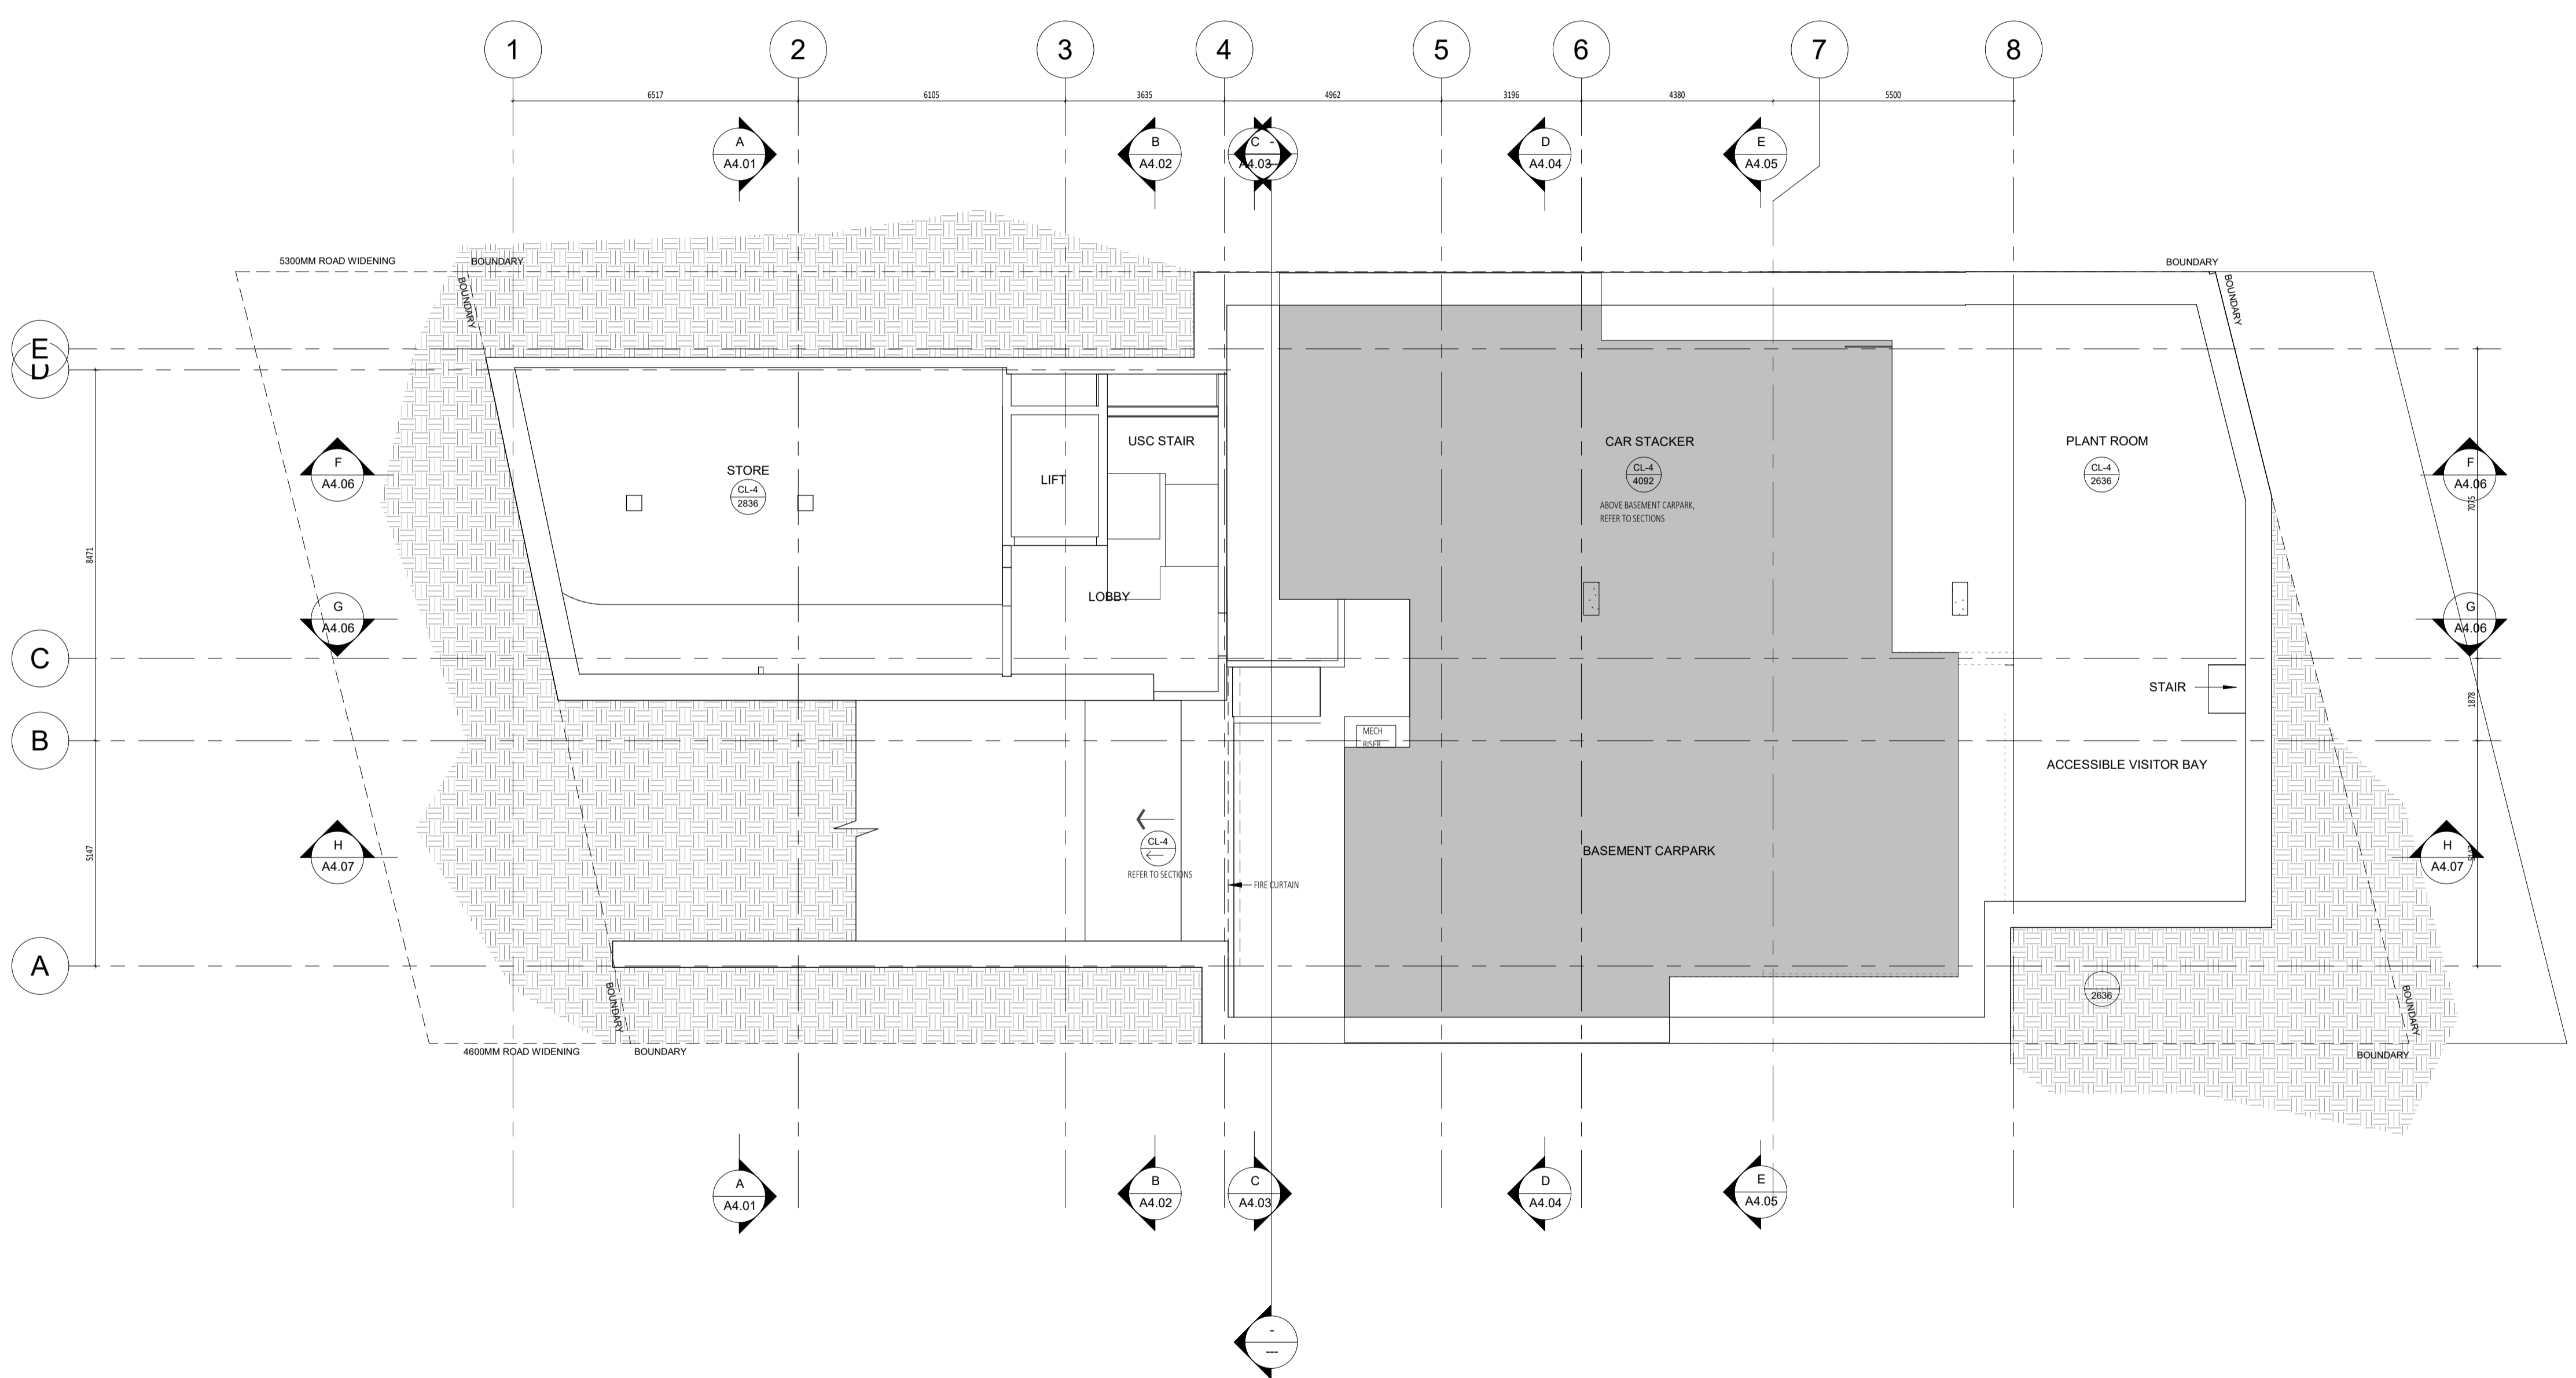 1
2
3
4
5
6
7
8
6517
6105
3635
4962
3196
4380
5500
A
A4.01
B
A4.02
C
A4.03
-
D
A4.04
E
A4.05
5300MM ROAD WIDENING
BOUNDARY
BOUNDARY
BOUNDARY
BOUNDARY
E
D
USC STAIR
CAR STACKER
PLANT ROOM
F
A4.06
STORE
LIFT
CL-4
4092
CL-4
2636
F
A4.06
CL-4
2836
ABOVE BASEMENT CARPARK,
REFER TO SECTIONS
7075
8471
LOBBY
G
A4.06
G
A4.06
C
STAIR
1878
B
MECH
RISER
ACCESSIBLE VISITOR BAY
H
A4.07
5147
CL-4
REFER TO SECTIONS
BASEMENT CARPARK
H
A4.07
FIRE CURTAIN
A
2636
BOUNDARY
BOUNDARY
4600MM ROAD WIDENING
BOUNDARY
BOUNDARY
A
A4.01
B
A4.02
C
A4.03
D
A4.04
E
A4.05
-
---